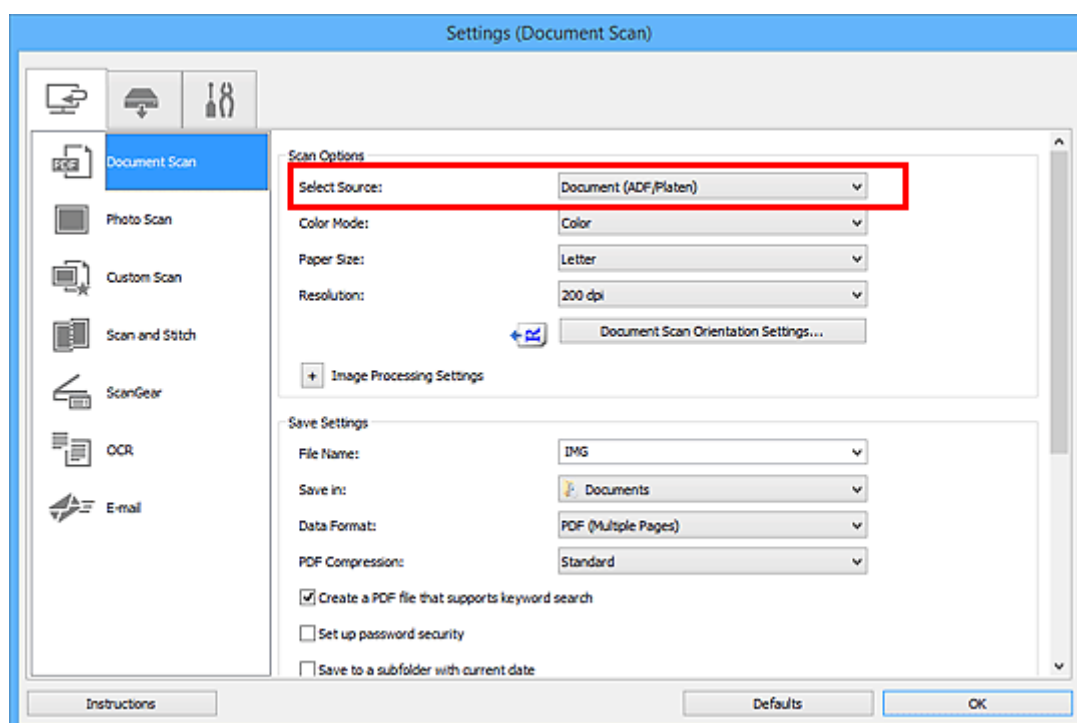 Settings (Document Scan)
PDF
Document Scan
Photo Scan
Custom Scan
Scan and Stitch
ScanGear
OCR
E-mail
Scan Options
Select Source: Document (ADF/Platen)
Color Mode: Color
Paper Size: Letter
Resolution: 200 dpi
R Document Scan Orientation Settings...
+ Image Processing Settings
Save Settings
File Name: IMG
Save in: Documents
Data Format: PDF (Multiple Pages)
PDF Compression: Standard
Create a PDF file that supports keyword search
Set up password security
Save to a subfolder with current date
Instructions Defaults OK